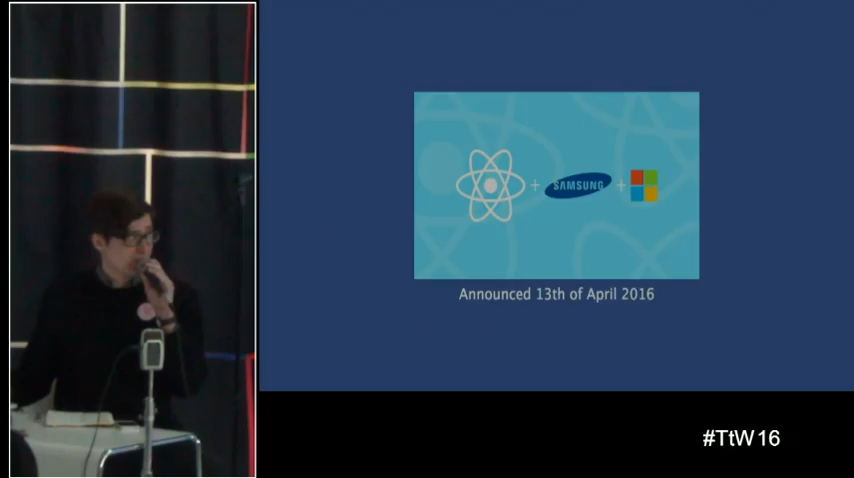 + SAMSUNG +
Announced 13th of April 2016
#TtW16